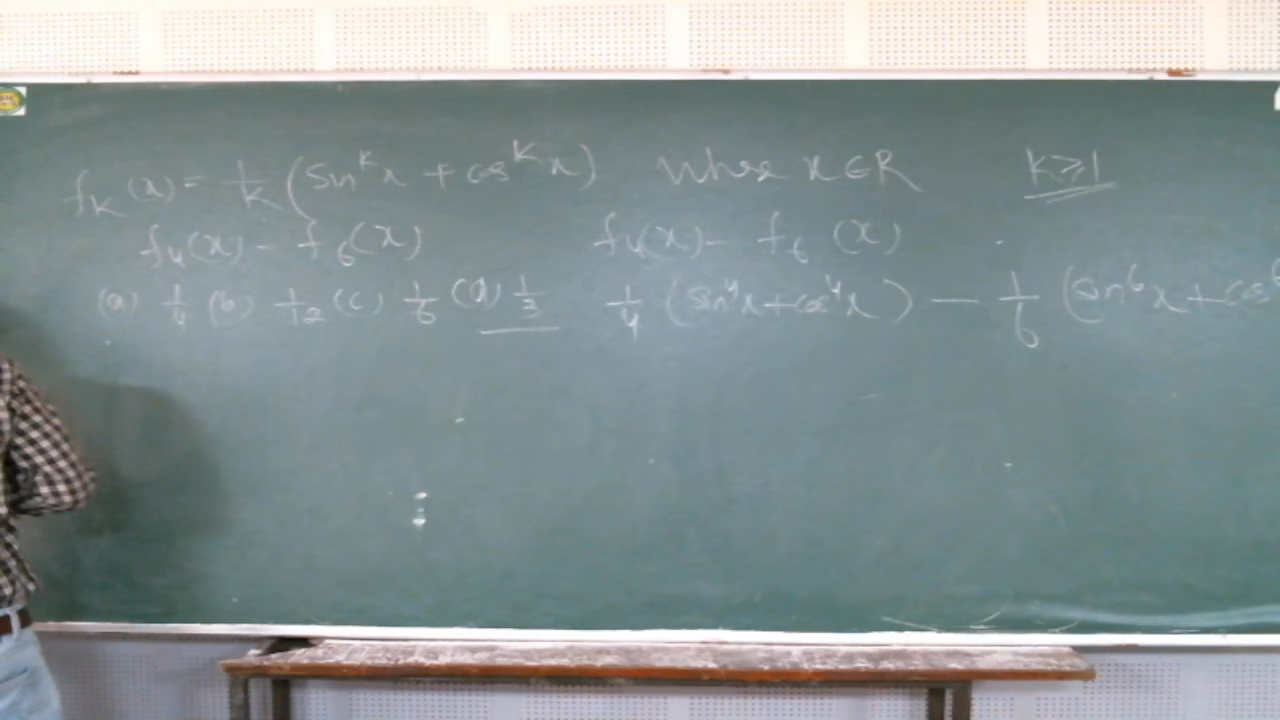 fₖ(x) = 1/k (sinᵏx + cosᵏx) where x ∈ R k ≥ 1
f₄(x) - f₆(x) f₄(x) - f₆(x)
(a) 1/4 (b) 1/12 (c) 1/6 (d) 1/3 1/4 (sin⁴x + cos⁴x) - 1/6 (sin⁶x + cos⁶